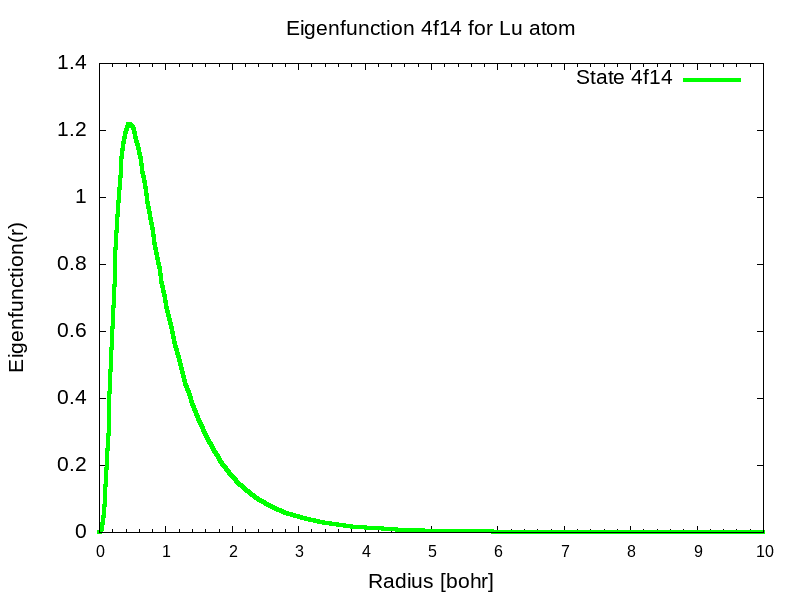 Eigenfunction 4f14 for Lu atom
State 4f14
1.4
1.2
1
0.8
0.6
0.4
0.2
0
Eigenfunction(r)
0 1 2 3 4 5 6 7 8 9 10
Radius [bohr]